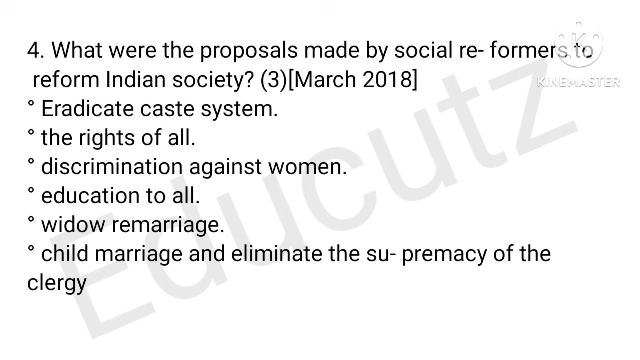 4. What were the proposals made by social re- formers to
reform Indian society? (3)[March 2018]
° Eradicate caste system.
° the rights of all.
° discrimination against women.
° education to all.
° widow remarriage.
° child marriage and eliminate the su- premacy of the
clergy
Educutz
K
KINEMASTER